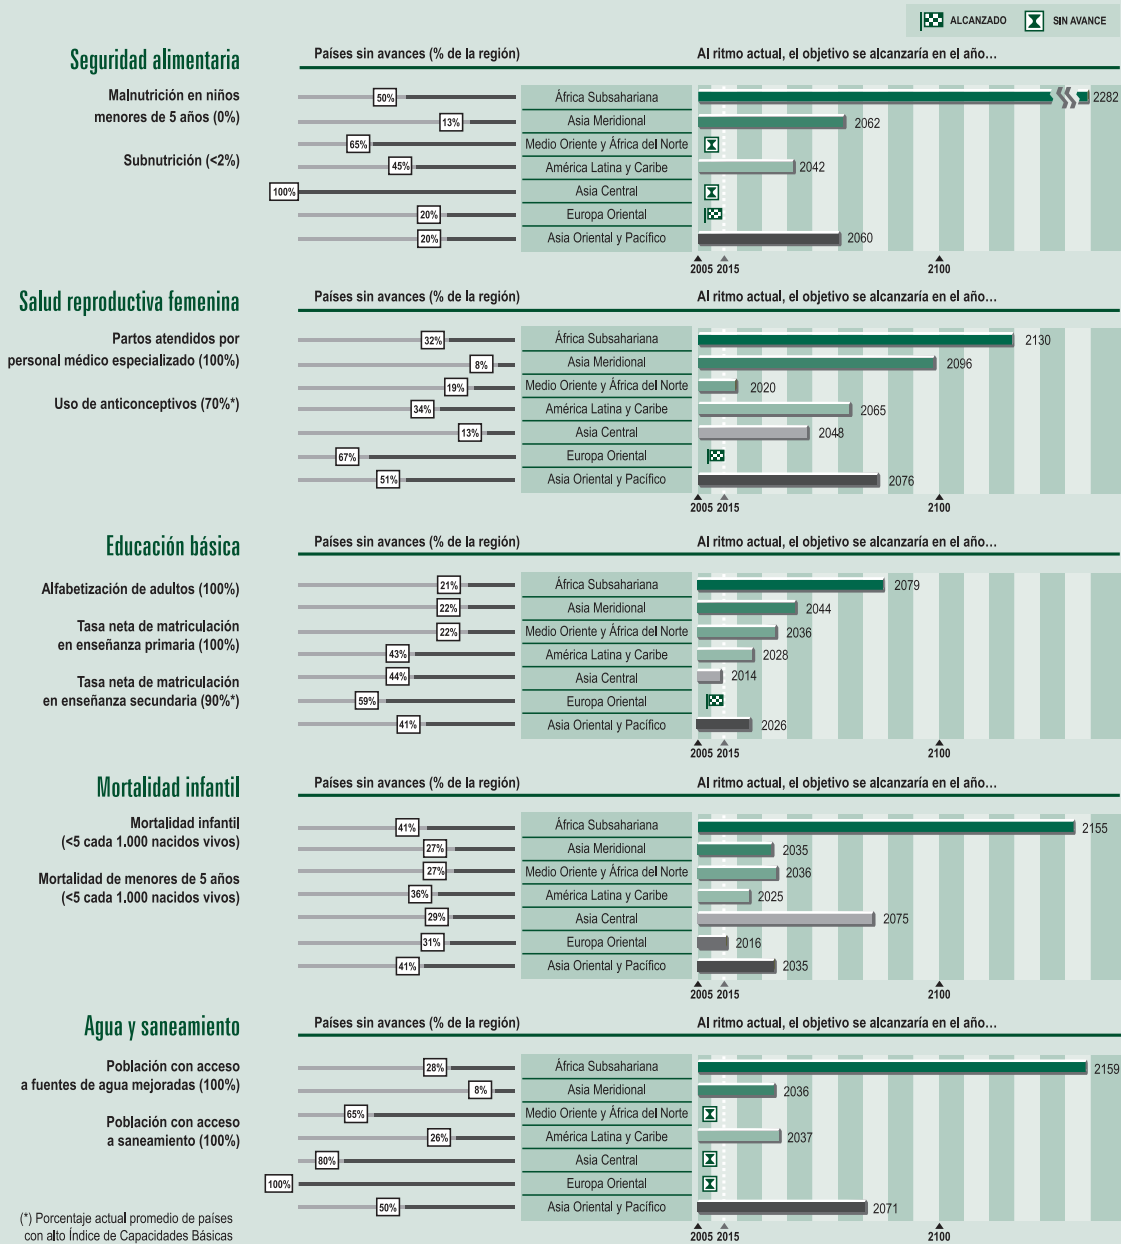 ALCANZADO SIN AVANCE
Seguridad alimentaria
Países sin avances (% de la región) Al ritmo actual, el objetivo se alcanzaría en el año…
Malnutrición en niños
menores de 5 años (0%)
Subnutrición (<2%)
50% África Subsahariana 2282
13% Asia Meridional 2062
65% Medio Oriente y África del Norte
45% América Latina y Caribe 2042
100% Asia Central
20% Europa Oriental
20% Asia Oriental y Pacífico 2060
2005 2015 2100
Salud reproductiva femenina
Países sin avances (% de la región) Al ritmo actual, el objetivo se alcanzaría en el año…
Partos atendidos por
personal médico especializado (100%)
Uso de anticonceptivos (70%*)
32% África Subsahariana 2130
8% Asia Meridional 2096
19% Medio Oriente y África del Norte 2020
34% América Latina y Caribe 2065
13% Asia Central 2048
67% Europa Oriental
51% Asia Oriental y Pacífico 2076
2005 2015 2100
Educación básica
Países sin avances (% de la región) Al ritmo actual, el objetivo se alcanzaría en el año…
Alfabetización de adultos (100%)
Tasa neta de matriculación
en enseñanza primaria (100%)
Tasa neta de matriculación
en enseñanza secundaria (90%*)
21% África Subsahariana 2079
22% Asia Meridional 2044
22% Medio Oriente y África del Norte 2036
43% América Latina y Caribe 2028
44% Asia Central 2014
59% Europa Oriental
41% Asia Oriental y Pacífico 2026
2005 2015 2100
Mortalidad infantil
Países sin avances (% de la región) Al ritmo actual, el objetivo se alcanzaría en el año…
Mortalidad infantil
(<5 cada 1.000 nacidos vivos)
Mortalidad de menores de 5 años
(<5 cada 1.000 nacidos vivos)
41% África Subsahariana 2155
27% Asia Meridional 2035
27% Medio Oriente y África del Norte 2036
36% América Latina y Caribe 2025
29% Asia Central 2075
31% Europa Oriental 2016
41% Asia Oriental y Pacífico 2035
2005 2015 2100
Agua y saneamiento
Países sin avances (% de la región) Al ritmo actual, el objetivo se alcanzaría en el año…
Población con acceso
a fuentes de agua mejoradas (100%)
Población con acceso
a saneamiento (100%)
28% África Subsahariana 2159
8% Asia Meridional 2036
65% Medio Oriente y África del Norte
26% América Latina y Caribe 2037
80% Asia Central
100% Europa Oriental
50% Asia Oriental y Pacífico 2071
2005 2015 2100
(*) Porcentaje actual promedio de países
con alto Índice de Capacidades Básicas